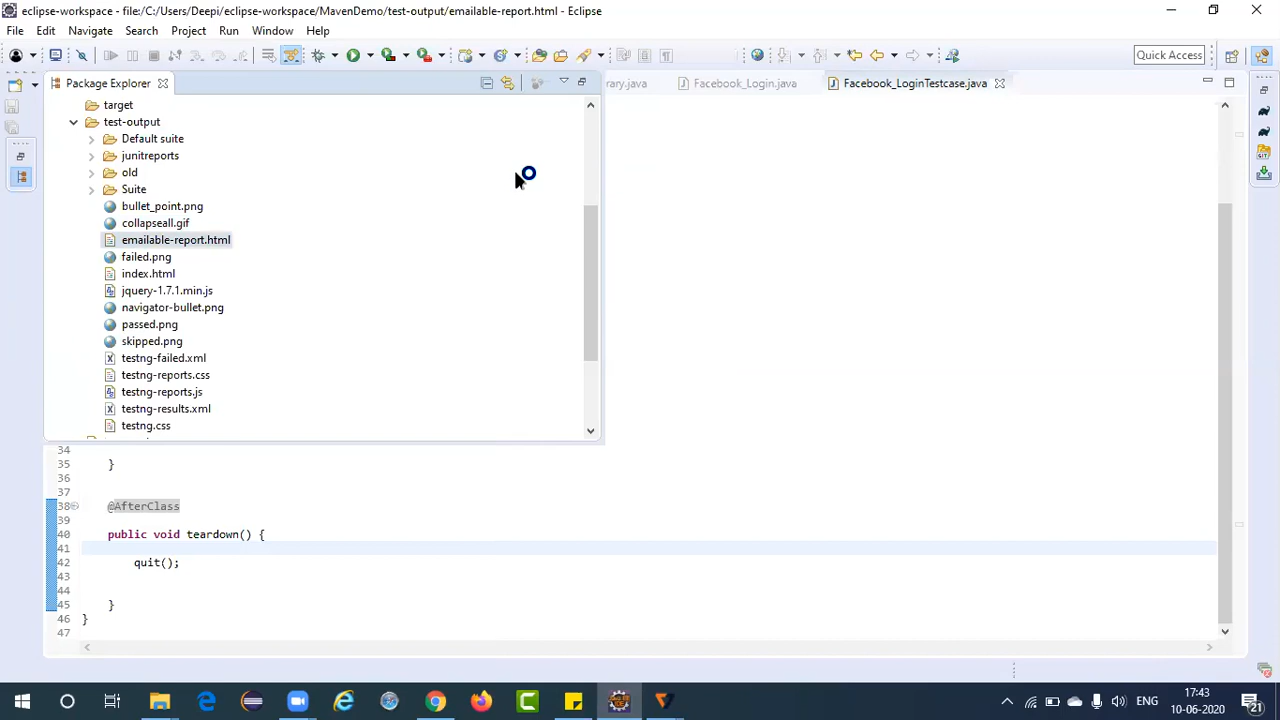 eclipse-workspace - file:/C:/Users/Deepi/eclipse-workspace/MavenDemo/test-output/emailable-report.html - Eclipse
File Edit Navigate Search Project Run Window Help
Quick Access
Package Explorer
rary.java
Facebook_Login.java
Facebook_LoginTestcase.java
target
test-output
Default suite
junitreports
old
Suite
bullet_point.png
collapseall.gif
emailable-report.html
failed.png
index.html
jquery-1.7.1.min.js
navigator-bullet.png
passed.png
skipped.png
testng-failed.xml
testng-reports.css
testng-reports.js
testng-results.xml
testng.css
34
35 }
36
37
38 @AfterClass
39
40 public void teardown() {
41
42 quit();
43
44
45 }
46 }
47
ENG
17:43
10-06-2020
21